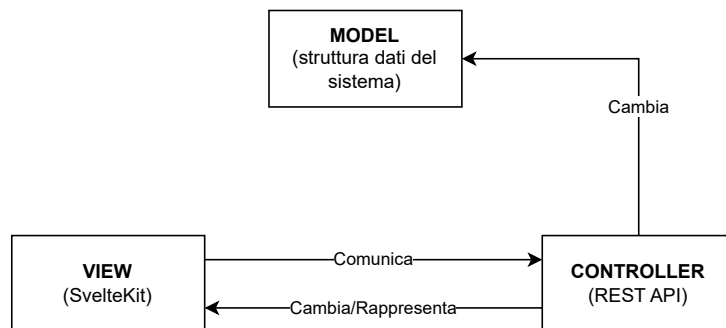 MODEL
(struttura dati del
sistema)
Cambia
VIEW
(SvelteKit)
Comunica
Cambia/Rappresenta
CONTROLLER
(REST API)